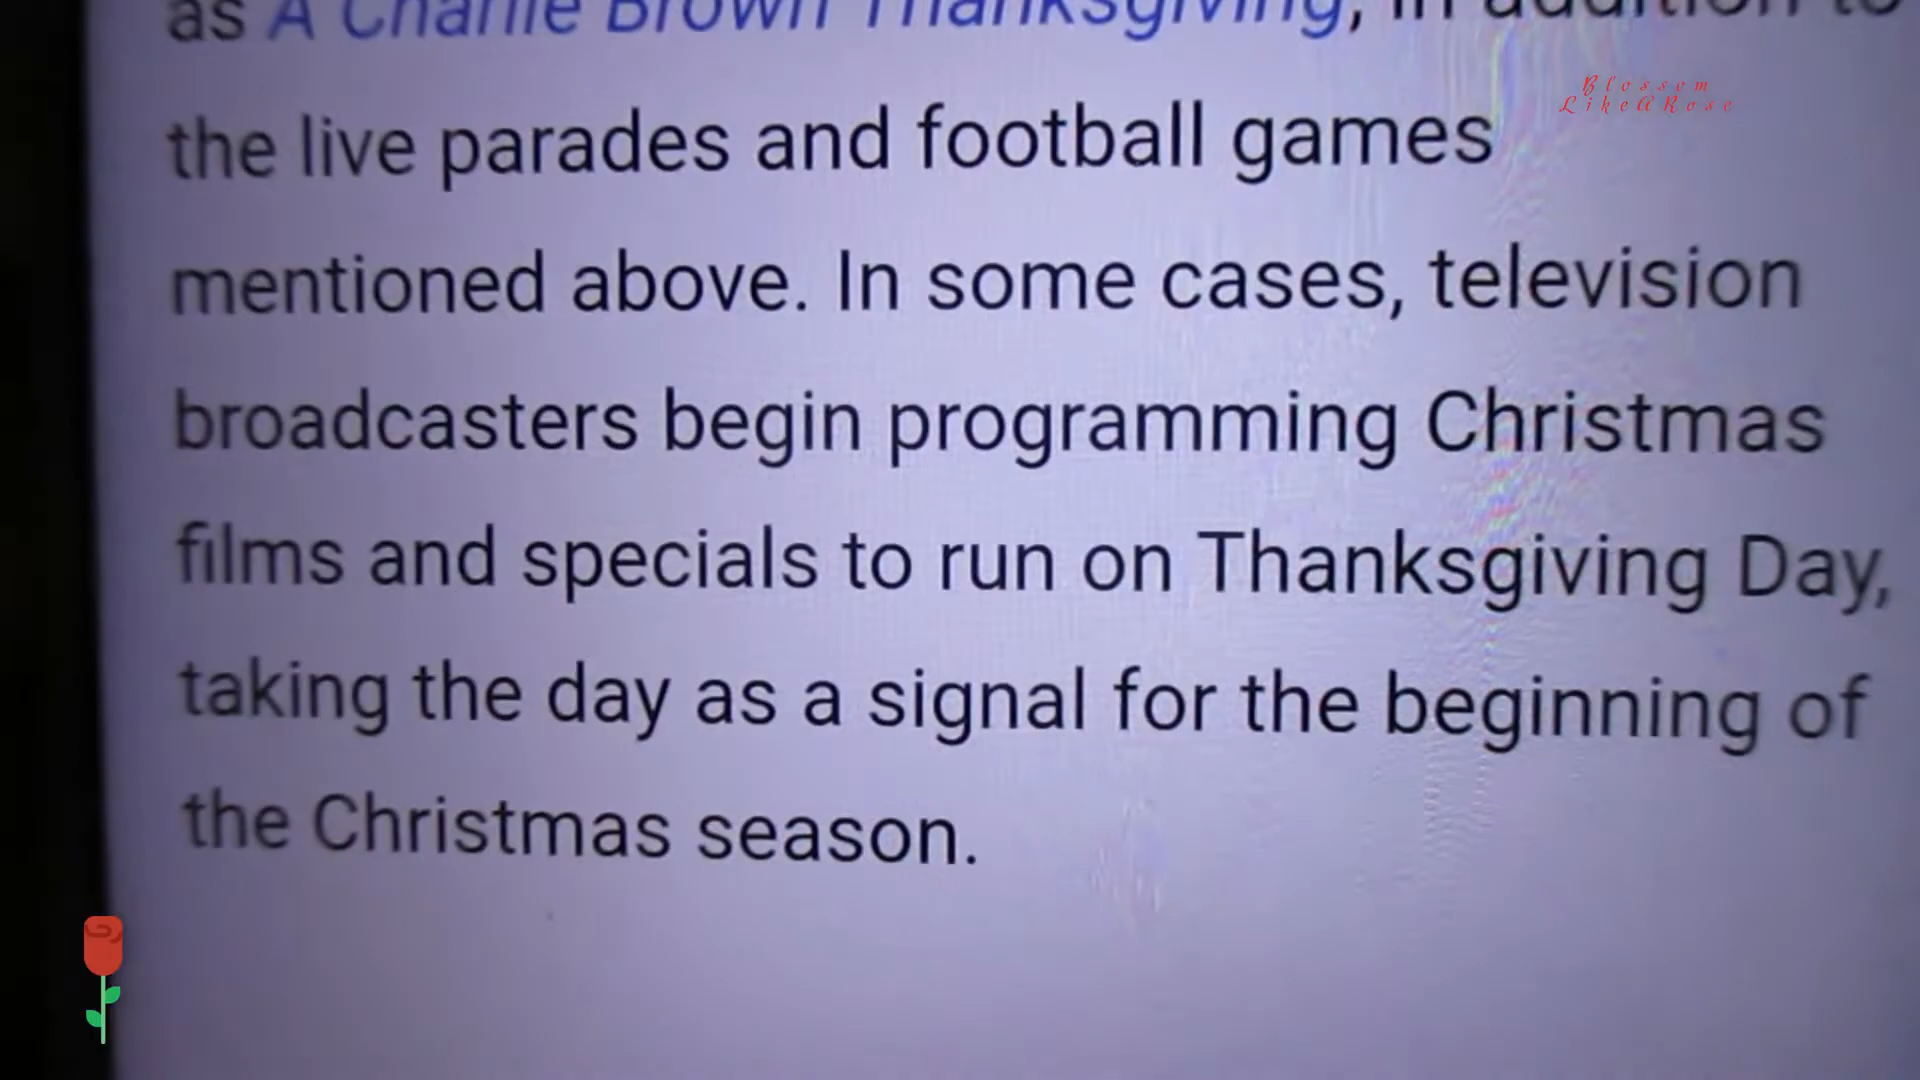 as A Charlie Brown Thanksgiving, in addition to
the live parades and football games
mentioned above. In some cases, television
broadcasters begin programming Christmas
films and specials to run on Thanksgiving Day,
taking the day as a signal for the beginning of
the Christmas season.
Blossom
LikeARose